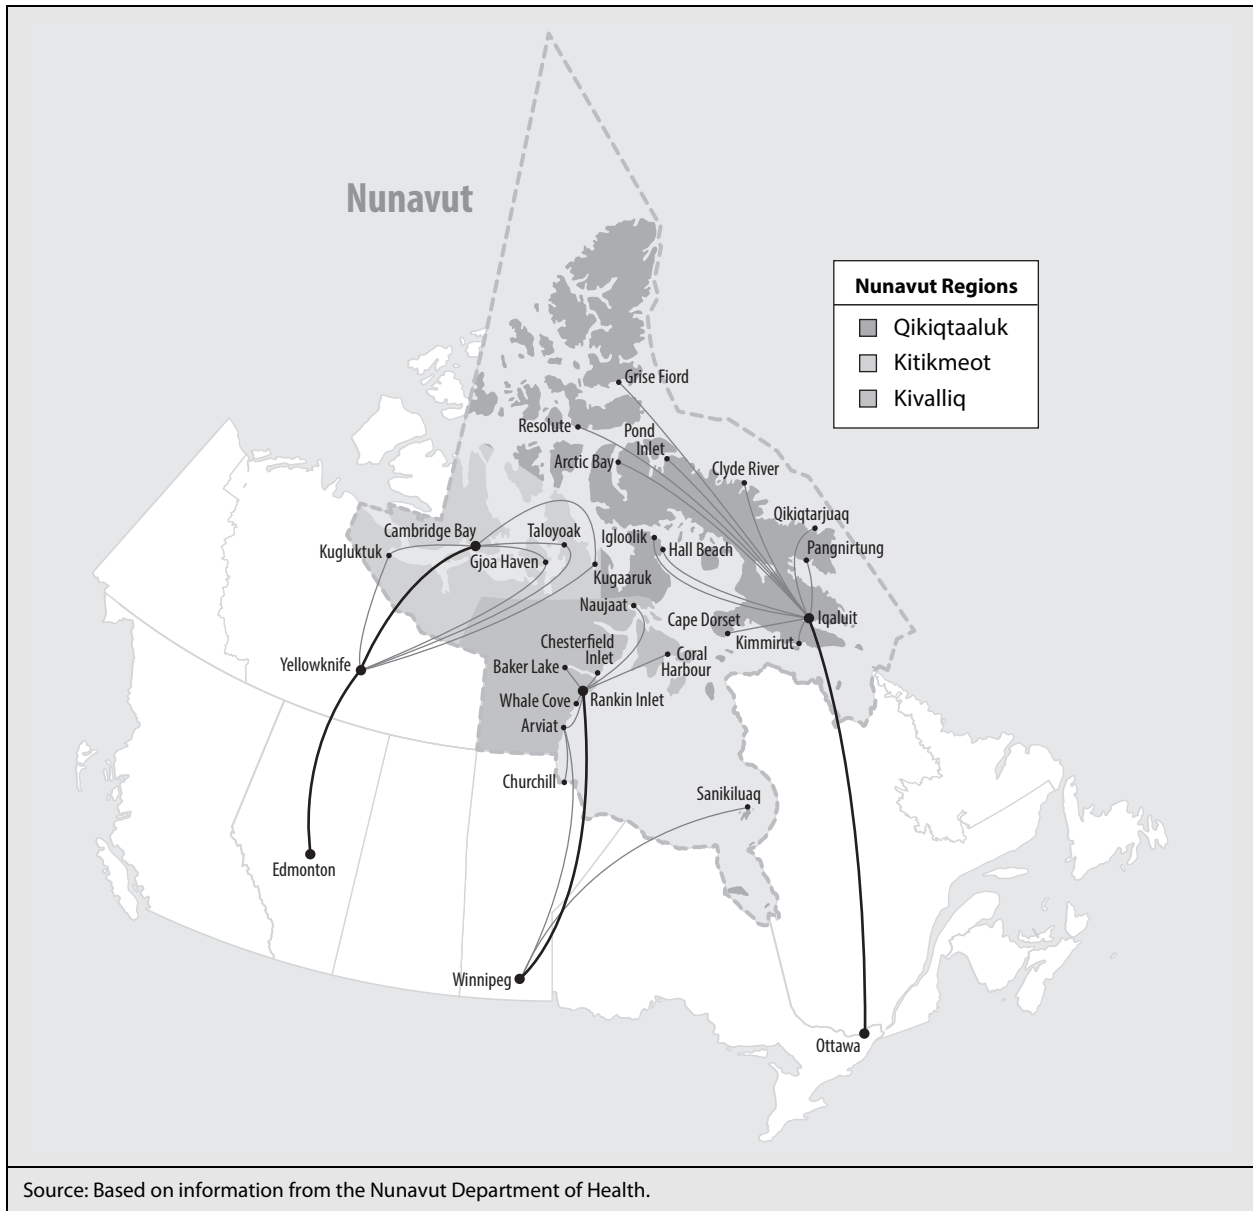 Nunavut
Nunavut Regions
Qikiqtaaluk
Kitikmeot
Kivalliq
Grise Fiord
Resolute
Pond
Inlet
Arctic Bay
Clyde River
Qikiqtarjuaq
Cambridge Bay
Taloyoak
Igloolik
Hall Beach
Pangnirtung
Kugluktuk
Gjoa Haven
Kugaaruk
Naujaat
Cape Dorset
Iqaluit
Kimmirut
Chesterfield
Inlet
Coral
Harbour
Yellowknife
Baker Lake
Whale Cove
Rankin Inlet
Arviat
Churchill
Sanikiluaq
Edmonton
Winnipeg
Ottawa
Source: Based on information from the Nunavut Department of Health.